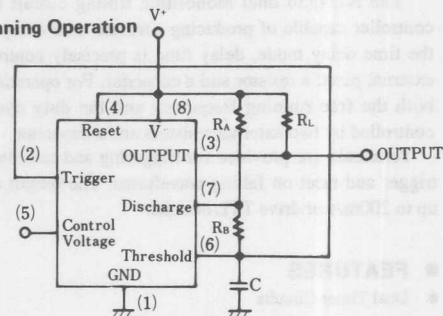 nning Operation
V+
(4)
(8)
Reset
RA
RL
(2)
OUTPUT
(3)
OUTPUT
Trigger
(7)
Discharge
(5)
Control
Voltage
RB
(6)
Threshold
C
GND
(1)